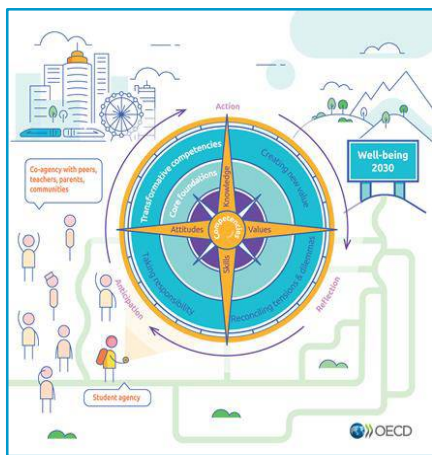 Action
Co-agency with peers,
teachers, parents,
communities
Well-being
2030
Transformative competencies
Core foundations
Creating new value
Knowledge
Attitudes
Competencies
Values
Skills
Taking responsibility
Reconciling tensions & dilemmas
Anticipation
Reflection
Student agency
OECD